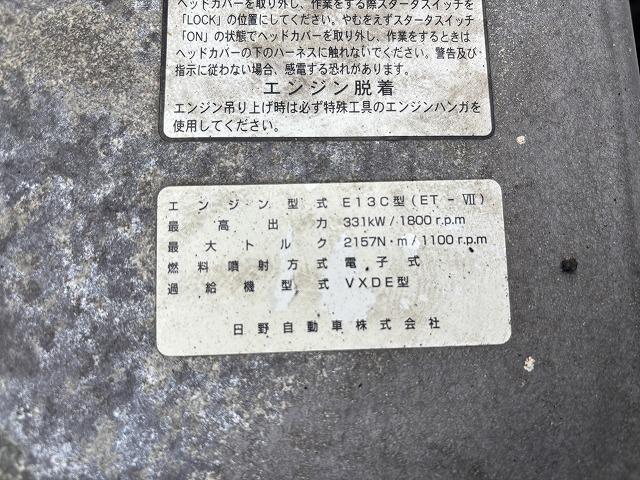 ヘッドカバーを取り外し、作業をする際スタータスイッチを
「LOCK」の位置にしてください。やむをえずスタータスイッチ
「ON」の状態でヘッドカバーを取り外し、作業をするときは
ヘッドカバーの下のハーネスに触れないでください。警告及び
指示に従わない場合、感電する恐れがあります。
エンジン脱着
エンジン吊り上げ時は必ず特殊工具のエンジンハンガを
使用してください。
エンジン型式 E13C型(ET-Ⅶ)
最高出力 331kW/1800r.p.m
最大トルク 2157N・m/1100r.p.m
燃料噴射方式 電子式
過給機型式 VXDE型
日野自動車株式会社